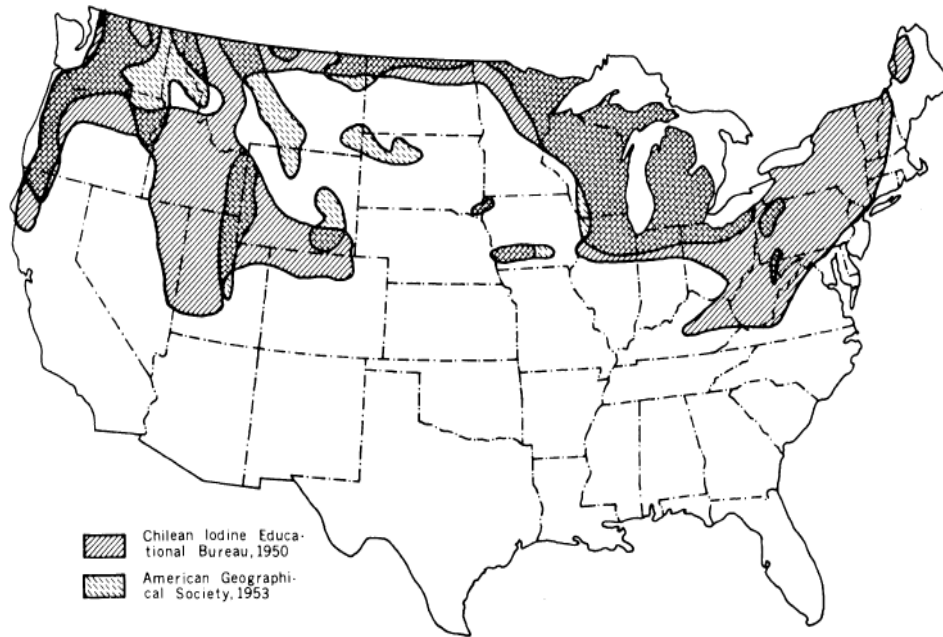 Chilean Iodine Educa-
tional Bureau, 1950
American Geographi-
cal Society, 1953